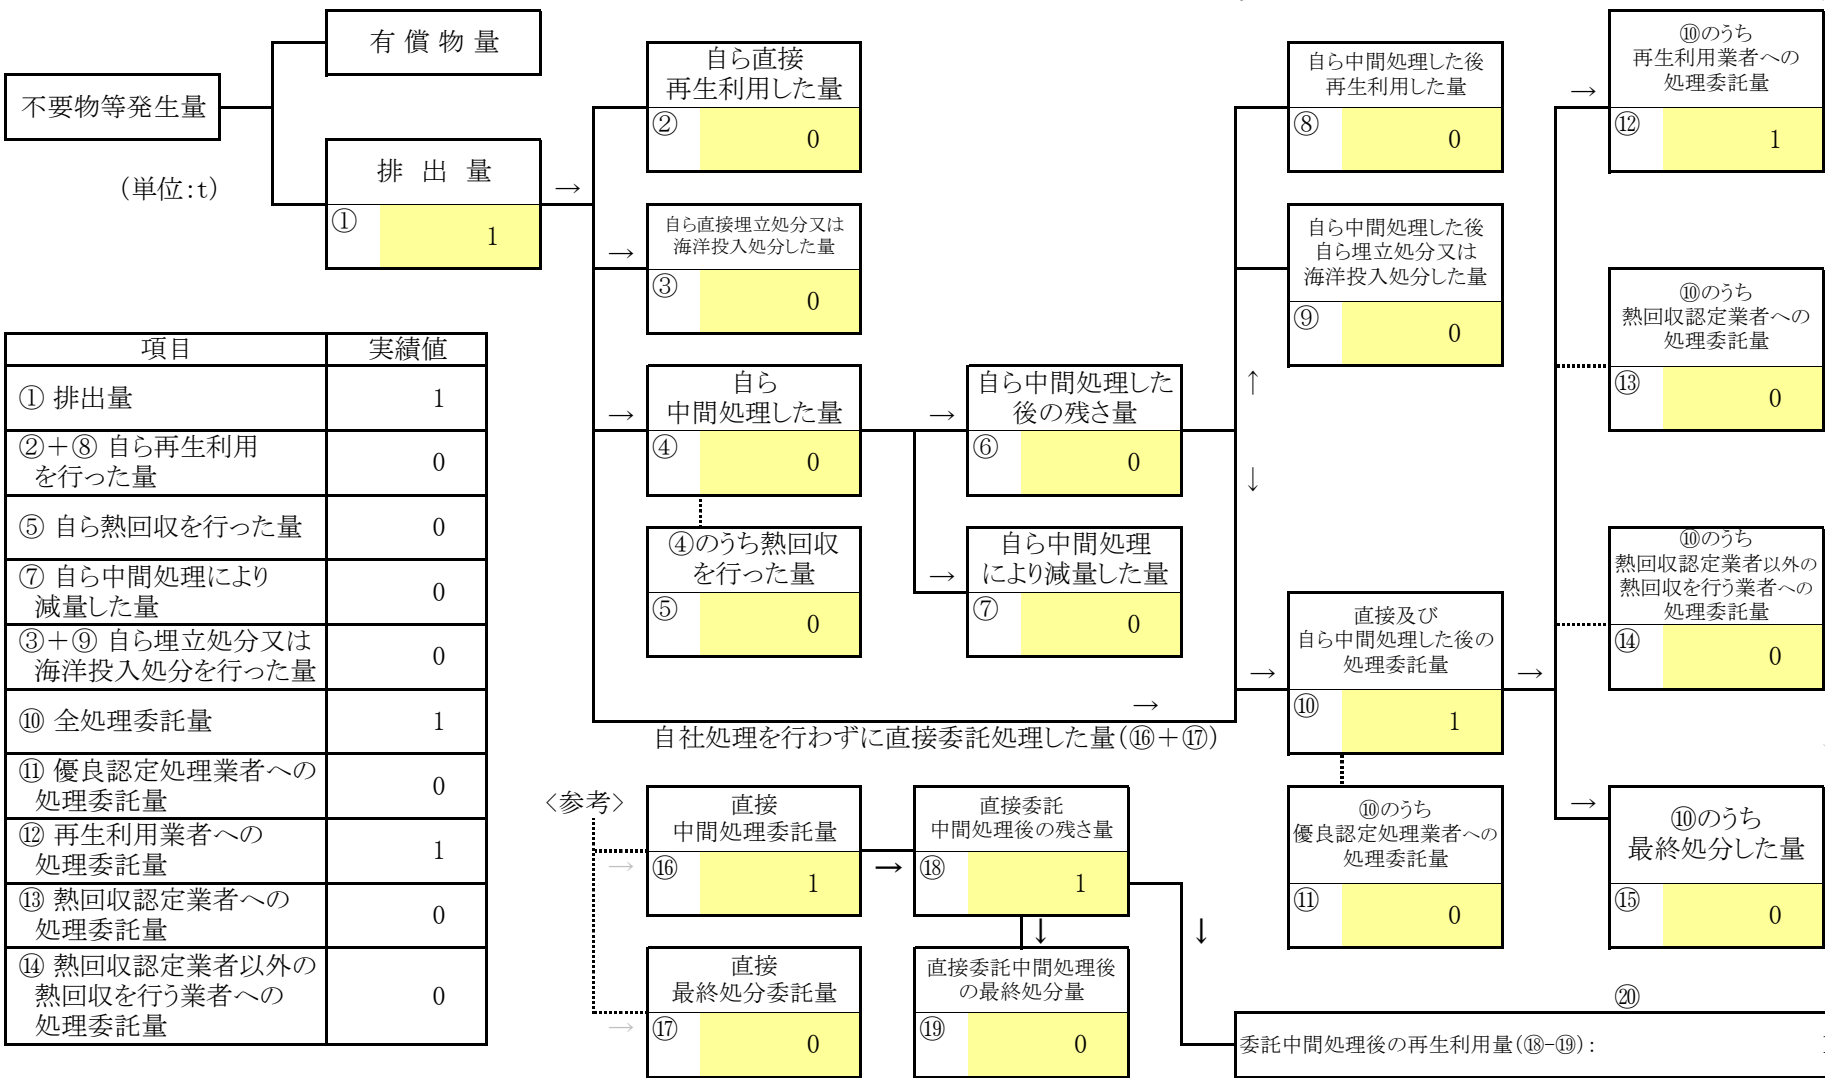 有 償 物 量
不要物等発生量
(単位:t)
排 出 量
→
①
1
自ら直接
再生利用した量
②
0
→
自ら直接埋立処分又は
海洋投入処分した量
③
0
→
自ら
中間処理した量
④
0
④のうち熱回収
を行った量
⑤
0
→
自ら中間処理した
後の残さ量
⑥
0
→
自ら中間処理
により減量した量
⑦
0
自ら中間処理した後
再生利用した量
⑧
0
自ら中間処理した後
自ら埋立処分又は
海洋投入処分した量
⑨
0
↑
↓
→
自社処理を行わずに直接委託処理した量(⑯+⑰)
→
直接及び
自ら中間処理した後の
処理委託量
⑩
1
→
⑩のうち
優良認定処理業者への
処理委託量
⑪
0
→
⑩のうち
再生利用業者への
処理委託量
⑫
1
⑩のうち
熱回収認定業者への
処理委託量
⑬
0
⑩のうち
熱回収認定業者以外の
熱回収を行う業者への
処理委託量
⑭
0
→
⑩のうち
最終処分した量
⑮
0
項目 実績値
① 排出量 1
②+⑧ 自ら再生利用
を行った量 0
⑤ 自ら熱回収を行った量 0
⑦ 自ら中間処理により
減量した量 0
③+⑨ 自ら埋立処分又は
海洋投入処分を行った量 0
⑩ 全処理委託量 1
⑪ 優良認定処理業者への
処理委託量 0
⑫ 再生利用業者への
処理委託量 1
⑬ 熱回収認定業者への
処理委託量 0
⑭ 熱回収認定業者以外の
熱回収を行う業者への
処理委託量 0
〈参考〉
→
直接
中間処理委託量
⑯
1
→
直接委託
中間処理後の残さ量
⑱
1
↓
↓
→
直接
最終処分委託量
⑰
0
直接委託中間処理後
の最終処分量
⑲
0
⑳
委託中間処理後の再生利用量(⑱-⑲):